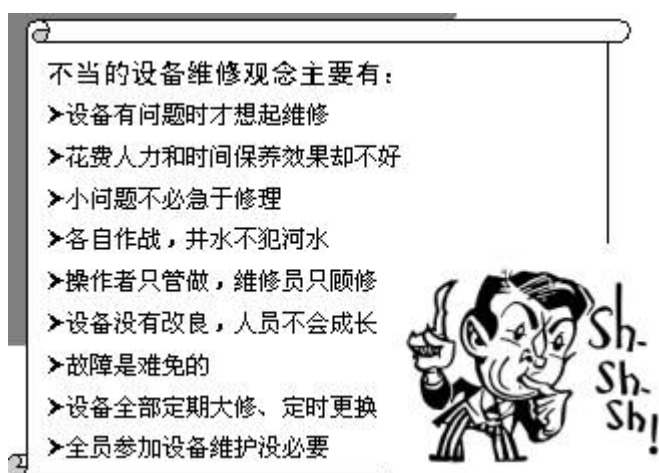 不当的设备维修观念主要有：
➤设备有问题时才想起维修
➤花费人力和时间保养效果却不好
➤小问题不必急于修理
➤各自作战，井水不犯河水
➤操作者只管做，维修员只顾修
➤设备没有改良，人员不会成长
➤故障是难免的
➤设备全部定期大修、定时更换
➤全员参加设备维护没必要
Sh-
Sh-
Sh!